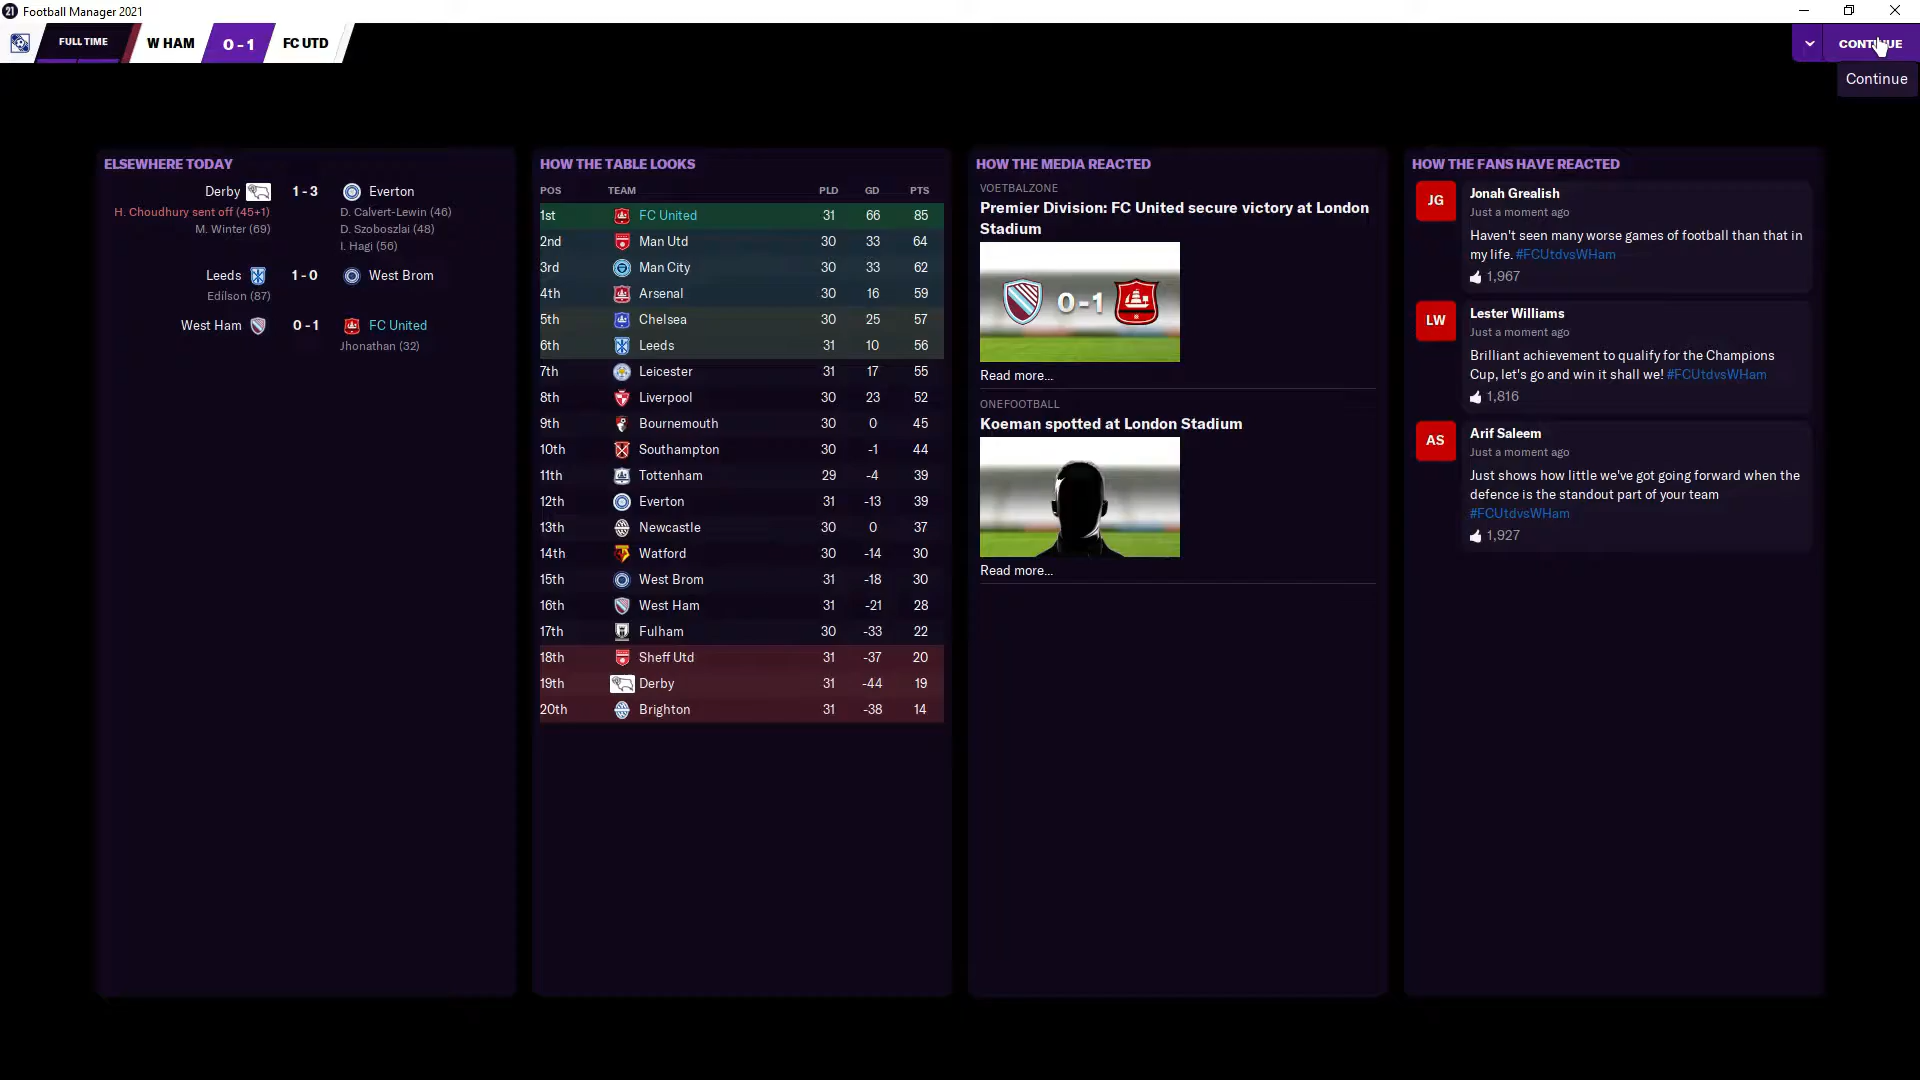 Football Manager 2021
FULL TIME W HAM 0 - 1 FC UTD
Continue
ELSEWHERE TODAY
Derby 1 - 3 Everton
H. Choudhury sent off (45+1) D. Calvert-Lewin (46)
M. Winter (69) D. Szoboszlai (48)
I. Hagi (56)
Leeds 1 - 0 West Brom
Edílson (87)
West Ham 0 - 1 FC United
Jhonathan (32)
HOW THE TABLE LOOKS
POS TEAM PLD GD PTS
1st FC United 31 66 85
2nd Man Utd 30 33 64
3rd Man City 30 33 62
4th Arsenal 30 16 59
5th Chelsea 30 25 57
6th Leeds 31 10 56
7th Leicester 31 17 55
8th Liverpool 30 23 52
9th Bournemouth 30 0 45
10th Southampton 30 -1 44
11th Tottenham 29 -4 39
12th Everton 31 -13 39
13th Newcastle 30 0 37
14th Watford 30 -14 30
15th West Brom 31 -18 30
16th West Ham 31 -21 28
17th Fulham 30 -33 22
18th Sheff Utd 31 -37 20
19th Derby 31 -44 19
20th Brighton 31 -38 14
HOW THE MEDIA REACTED
VOETBALZONE
Premier Division: FC United secure victory at London
Stadium
0-1
Read more...
ONEFOOTBALL
Koeman spotted at London Stadium
Read more...
HOW THE FANS HAVE REACTED
JG Jonah Grealish
Just a moment ago
Haven't seen many worse games of football than that in
my life. #FCUtdvsWHam
1,967
LW Lester Williams
Just a moment ago
Brilliant achievement to qualify for the Champions
Cup, let's go and win it shall we! #FCUtdvsWHam
1,816
AS Arif Saleem
Just a moment ago
Just shows how little we've got going forward when the
defence is the standout part of your team
#FCUtdvsWHam
1,927